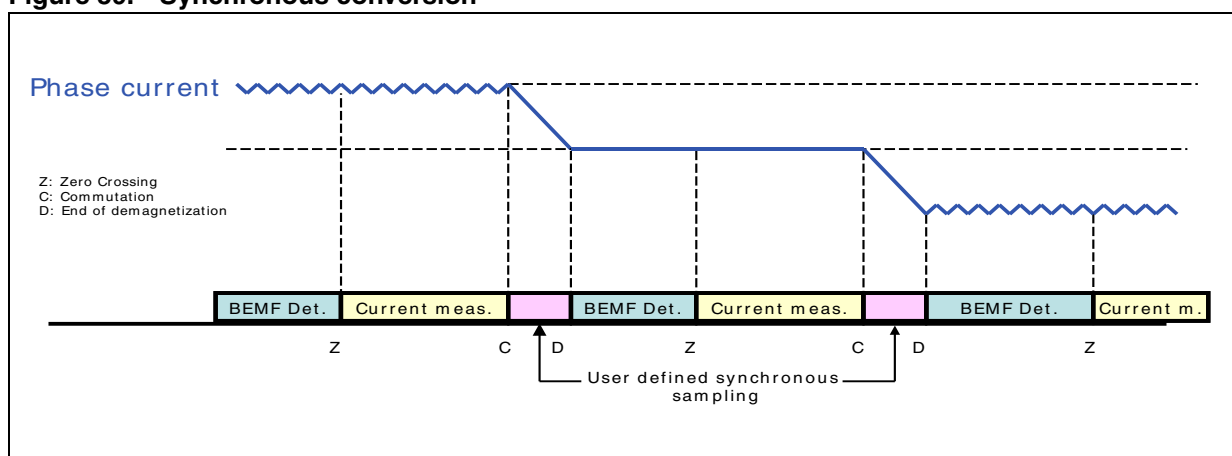 Figure 80. Synchronous conversion
Phase current
Z: Zero Crossing
C: Commutation
D: End of demagnetization
BEMF Det.
Current meas.
BEMF Det.
Current meas.
BEMF Det.
Current m.
Z
C
D
Z
C
D
Z
User defined synchronous
sampling